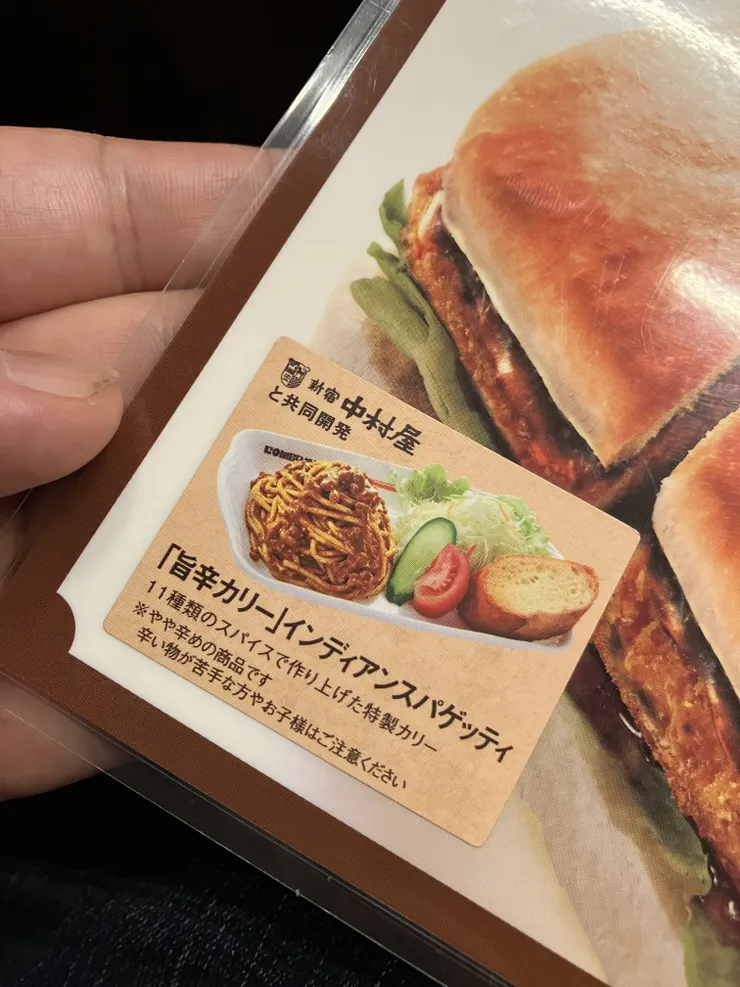 新宿 中村屋
と共同開発
「旨辛カリー」インディアンスパゲッティ
11種類のスパイスで作り上げた特製カリー
※やや辛めの商品です
辛い物が苦手な方やお子様はご注意ください